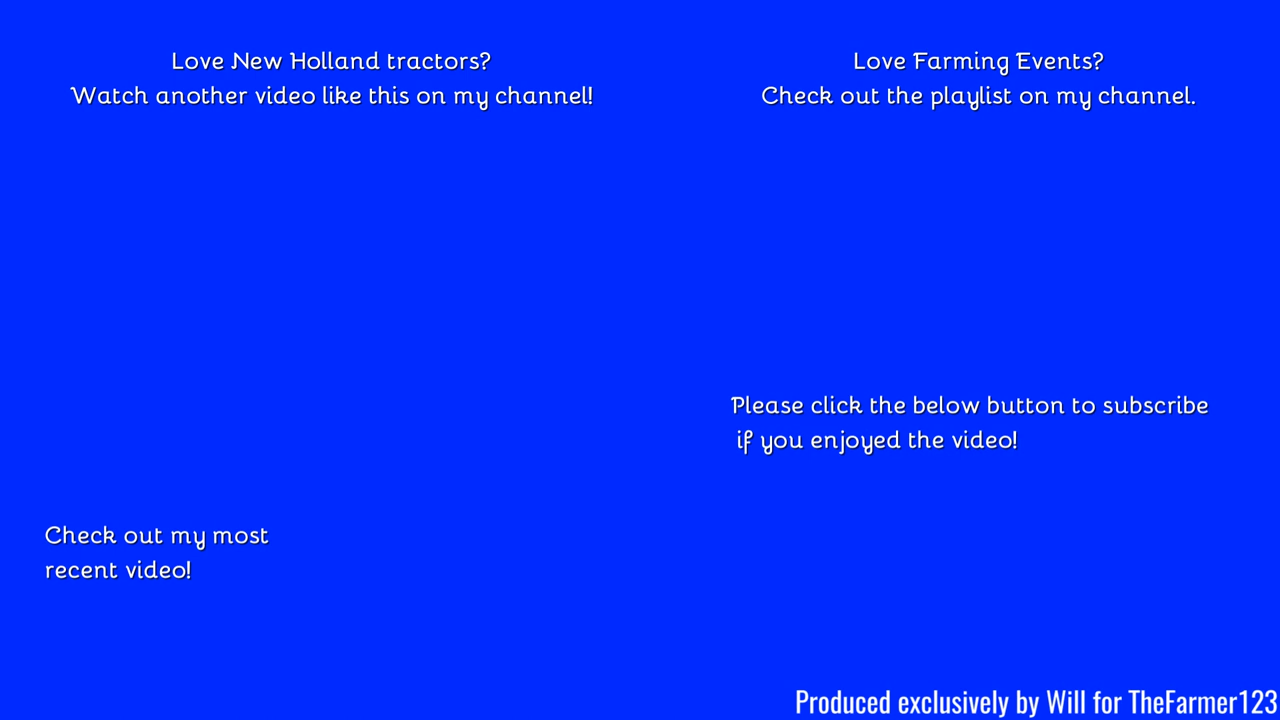 Love New Holland tractors?
Watch another video like this on my channel!
Love Farming Events?
Check out the playlist on my channel.
Please click the below button to subscribe
if you enjoyed the video!
Check out my most
recent video!
Produced exclusively by Will for TheFarmer123